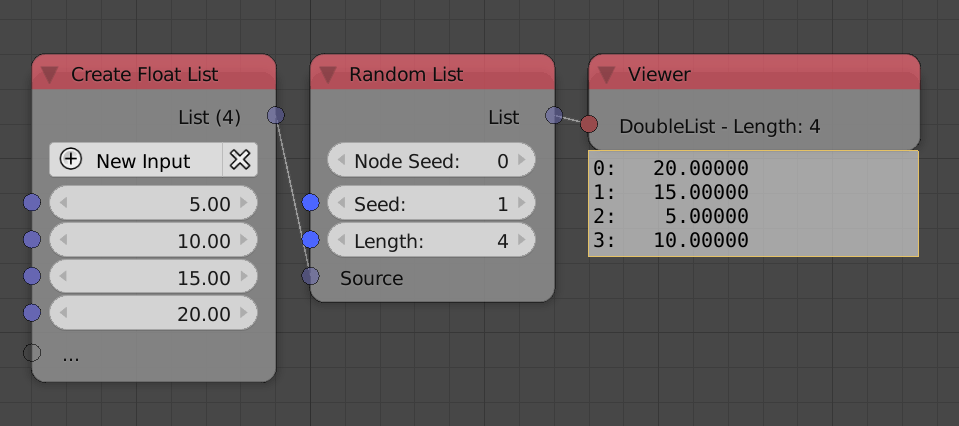 Create Float List
List (4)
New Input
5.00
10.00
15.00
20.00
...
Random List
List
Node Seed: 0
Seed: 1
Length: 4
Source
Viewer
DoubleList - Length: 4
0: 20.00000
1: 15.00000
2: 5.00000
3: 10.00000